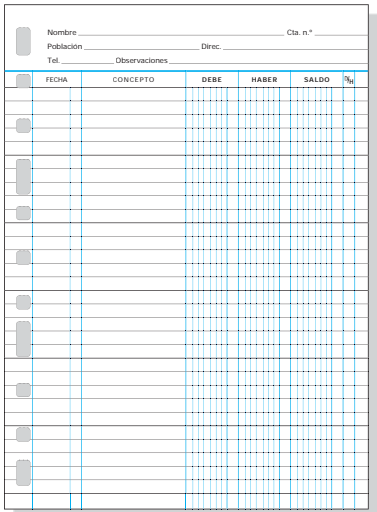 Nombre Cta. n.º
Población Direc.
Tel. Observaciones
FECHA CONCEPTO DEBE HABER SALDO D/H